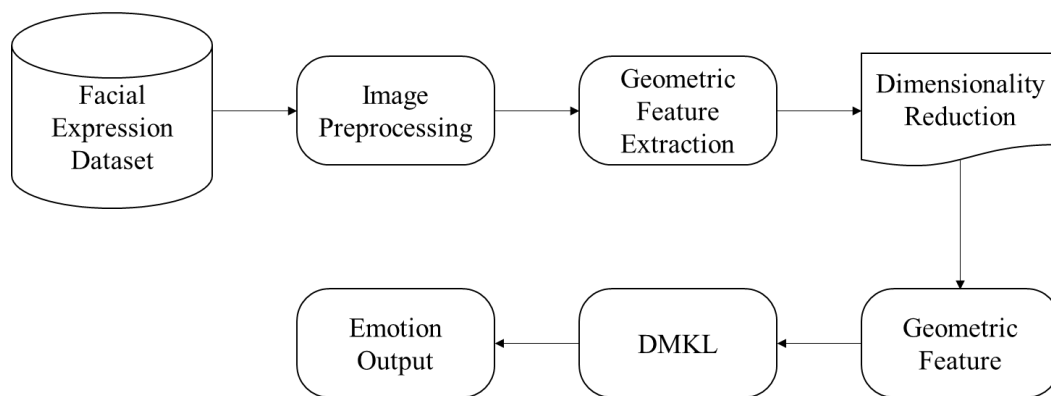 Facial
Expression
Dataset
Image
Preprocessing
Geometric
Feature
Extraction
Dimensionality
Reduction
Geometric
Feature
DMKL
Emotion
Output